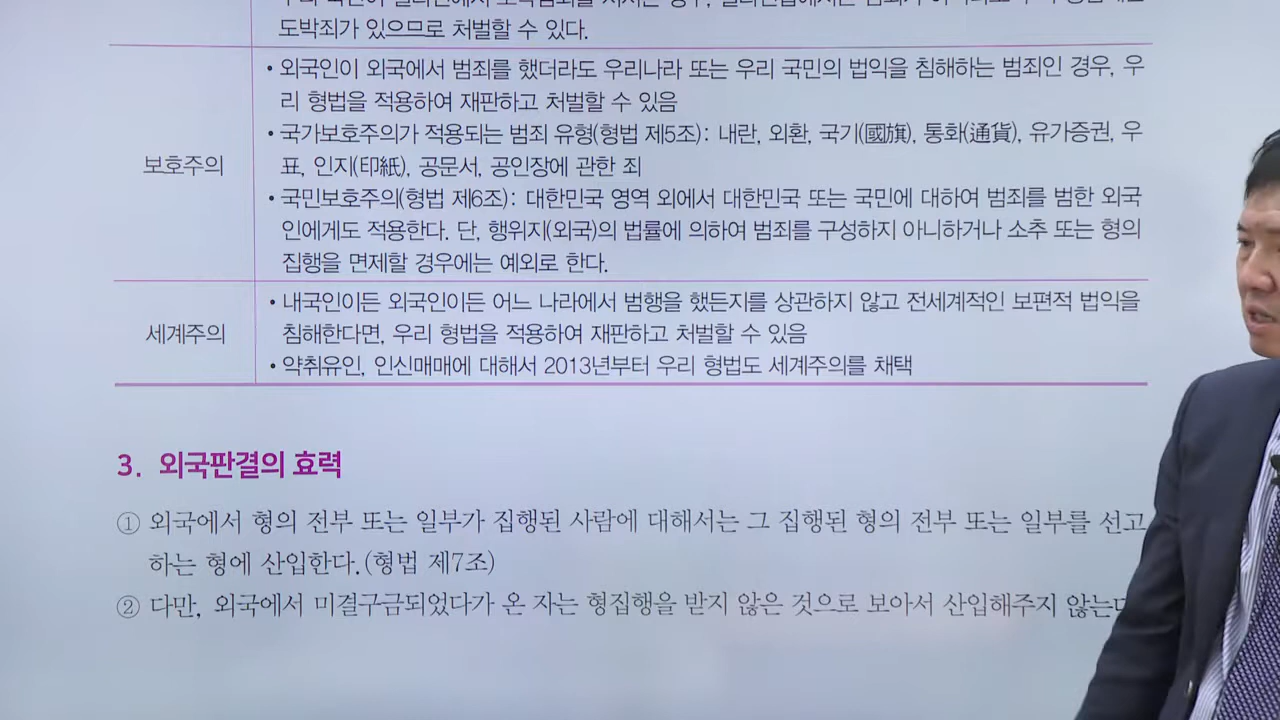 도박죄가 있으므로 처벌할 수 있다.
보호주의
• 외국인이 외국에서 범죄를 했더라도 우리나라 또는 우리 국민의 법익을 침해하는 범죄인 경우, 우
리 형법을 적용하여 재판하고 처벌할 수 있음
• 국가보호주의가 적용되는 범죄 유형(형법 제5조): 내란, 외환, 국기(國旗), 통화(通貨), 유가증권, 우
표, 인지(印紙), 공문서, 공인장에 관한 죄
• 국민보호주의(형법 제6조): 대한민국 영역 외에서 대한민국 또는 국민에 대하여 범죄를 범한 외국
인에게도 적용한다. 단, 행위지(외국)의 법률에 의하여 범죄를 구성하지 아니하거나 소추 또는 형의
집행을 면제할 경우에는 예외로 한다.
세계주의
• 내국인이든 외국인이든 어느 나라에서 범행을 했든지를 상관하지 않고 전세계적인 보편적 법익을
침해한다면, 우리 형법을 적용하여 재판하고 처벌할 수 있음
• 약취유인, 인신매매에 대해서 2013년부터 우리 형법도 세계주의를 채택
3. 외국판결의 효력
① 외국에서 형의 전부 또는 일부가 집행된 사람에 대해서는 그 집행된 형의 전부 또는 일부를 선고
하는 형에 산입한다.(형법 제7조)
② 다만, 외국에서 미결구금되었다가 온 자는 형집행을 받지 않은 것으로 보아서 산입해주지